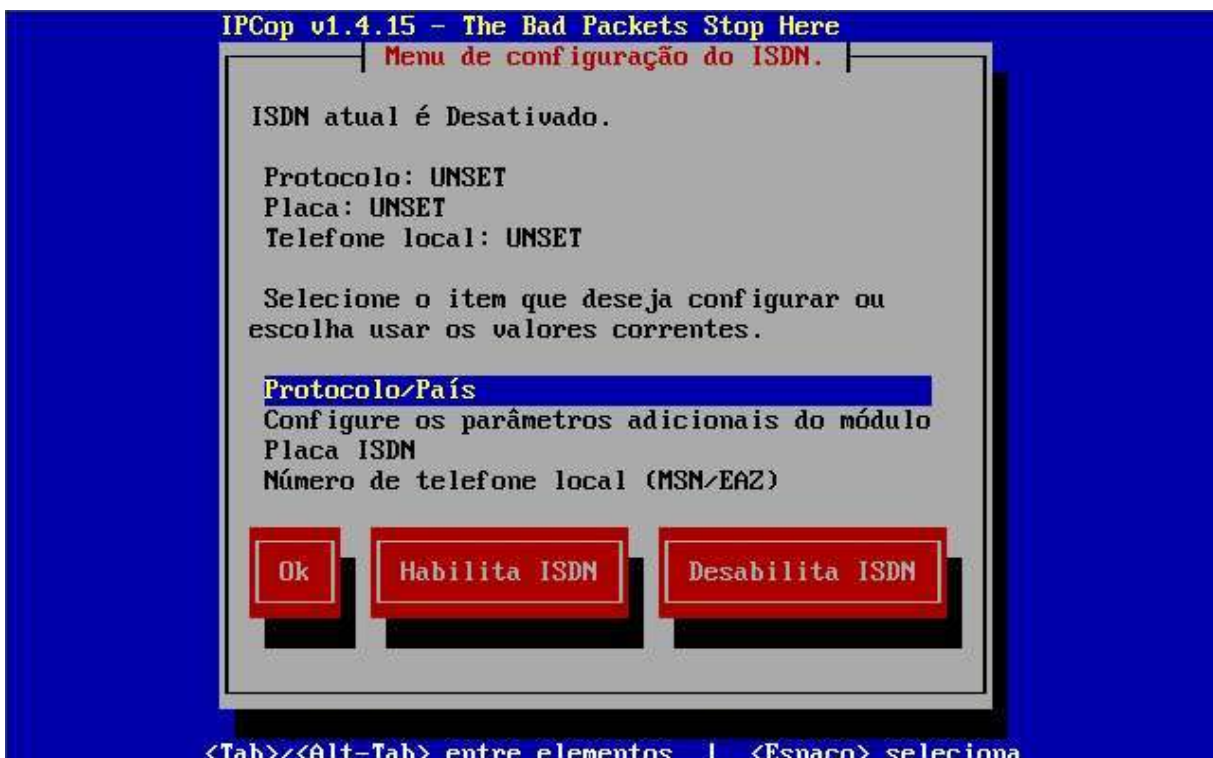 IPCop v1.4.15 - The Bad Packets Stop Here
Menu de configuração do ISDN.
ISDN atual é Desativado.
Protocolo: UNSET
Placa: UNSET
Telefone local: UNSET
Selecione o item que deseja configurar ou
escolha usar os valores correntes.
Protocolo/País
Configure os parâmetros adicionais do módulo
Placa ISDN
Número de telefone local (MSN/EAZ)
Ok Habilita ISDN Desabilita ISDN
<Tab>/<Alt-Tab> entre elementos | <Espaco> seleciona